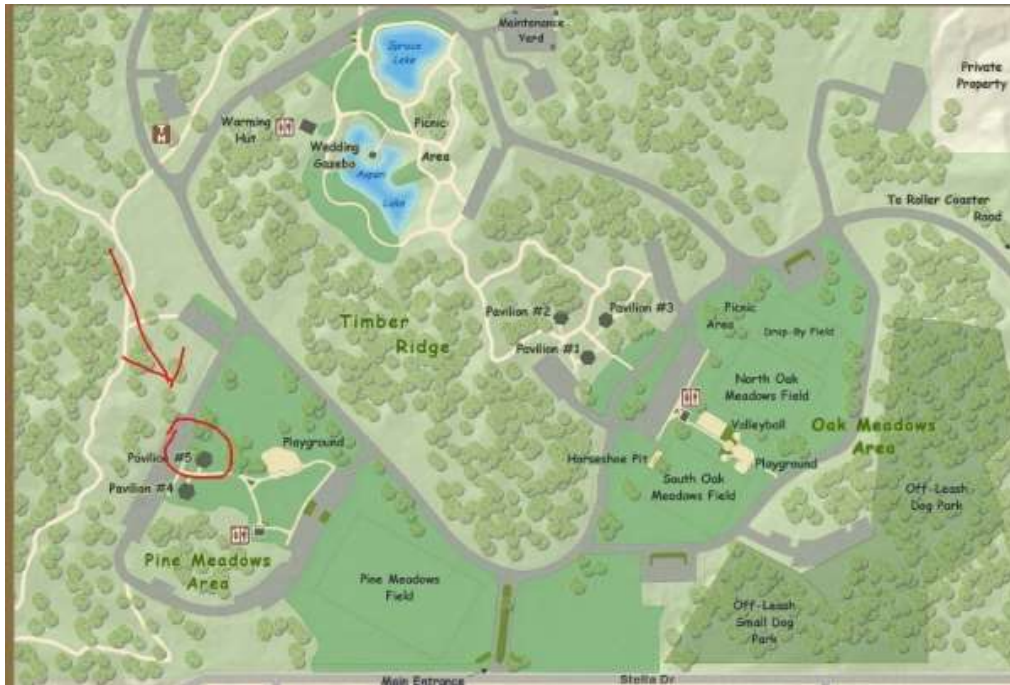 Maintenance
Yard
Spruce
Lake
Private
Property
T
M
Warming
Hut
Picnic
Area
Wedding
Gazebo
Aspen
Lake
To Roller Coaster
Road
Pavilion #2
Pavilion #3
Pavilion #1
Timber
Ridge
Picnic
Area
Drop-By Field
North Oak
Meadows Field
Volleyball
Oak Meadows
Area
Playground
Horseshoe Pit
South Oak
Meadows Field
Playground
Off-Leash
Dog Park
Pavilion #5
Pavilion #4
Pine Meadows
Area
Pine Meadows
Field
Off-Leash
Small Dog
Park
Main Entrance
Stella Dr